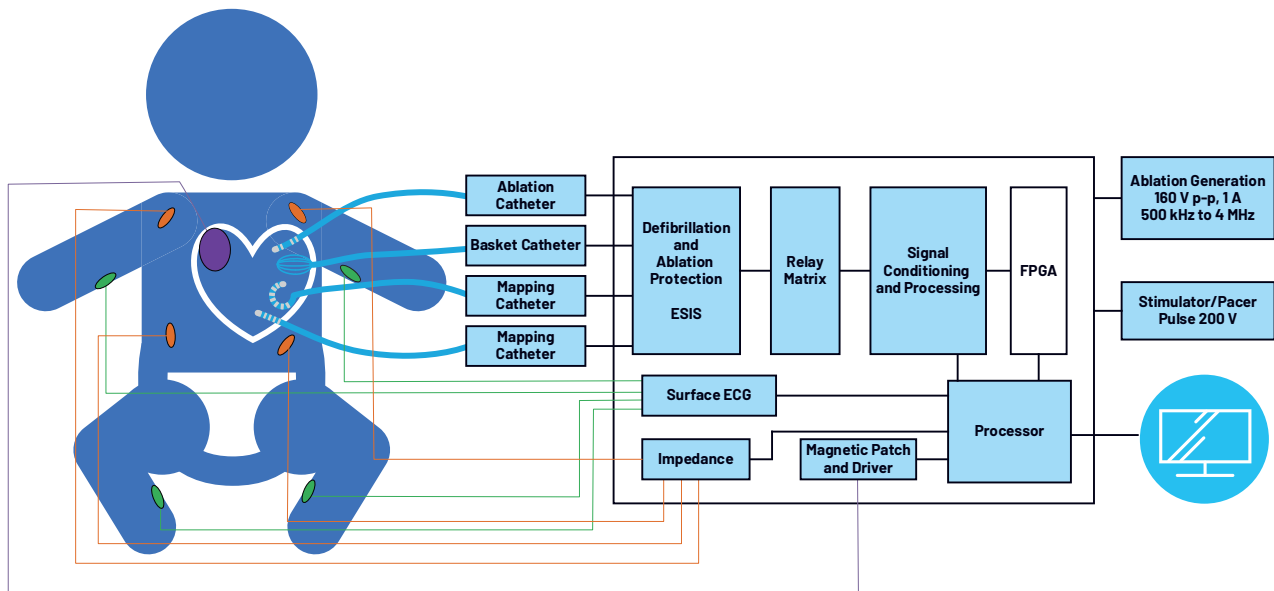 Ablation
Catheter
Basket Catheter
Mapping
Catheter
Mapping
Catheter
Defibrillation
and
Ablation
Protection
ESIS
Relay
Matrix
Signal
Conditioning
and Processing
FPGA
Ablation Generation
160 V p-p, 1 A
500 kHz to 4 MHz
Stimulator/Pacer
Pulse 200 V
Surface ECG
Impedance
Magnetic Patch
and Driver
Processor